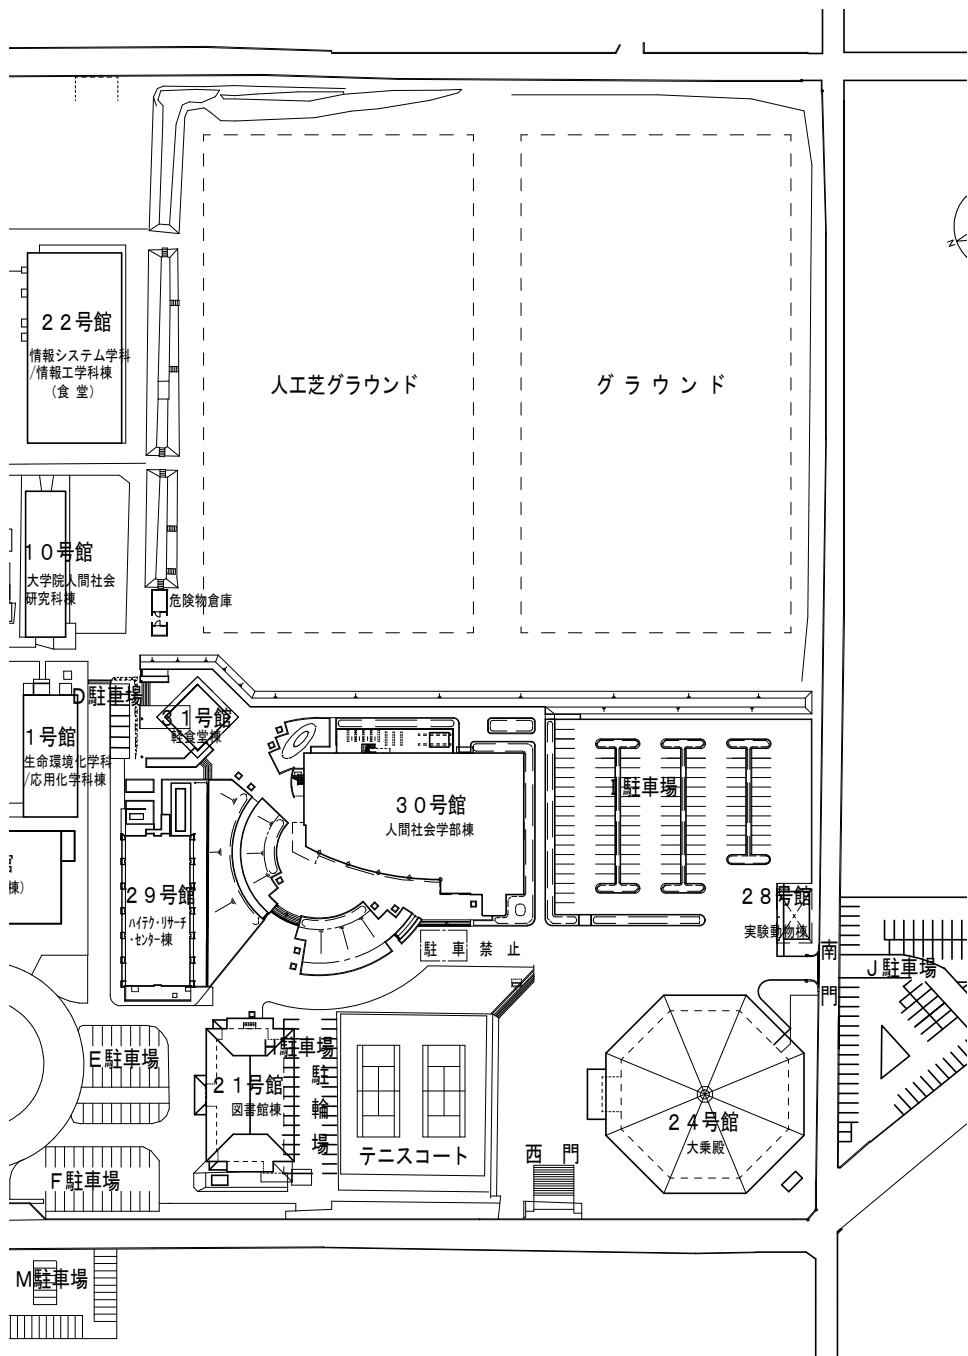 N
２２号館
情報システム学科
/情報工学科棟
（食 堂）
人工芝グラウンド
グ ラ ウ ン ド
１０号館
大学院人間社会
研究科棟
危険物倉庫
D駐車場
３１号館
軽食堂棟
１号館
生命環境化学科
/応用化学科棟
３０号館
人間社会学部棟
I駐車場
２９号館
ハイテク・リサーチ
・センター棟
２８号館
実験動物棟
駐 車 禁 止
南
門
J駐車場
E駐車場
H駐車場
駐
輪
場
２１号館
図書館棟
２４号館
大乗殿
テニスコート
西 門
F駐車場
M駐車場